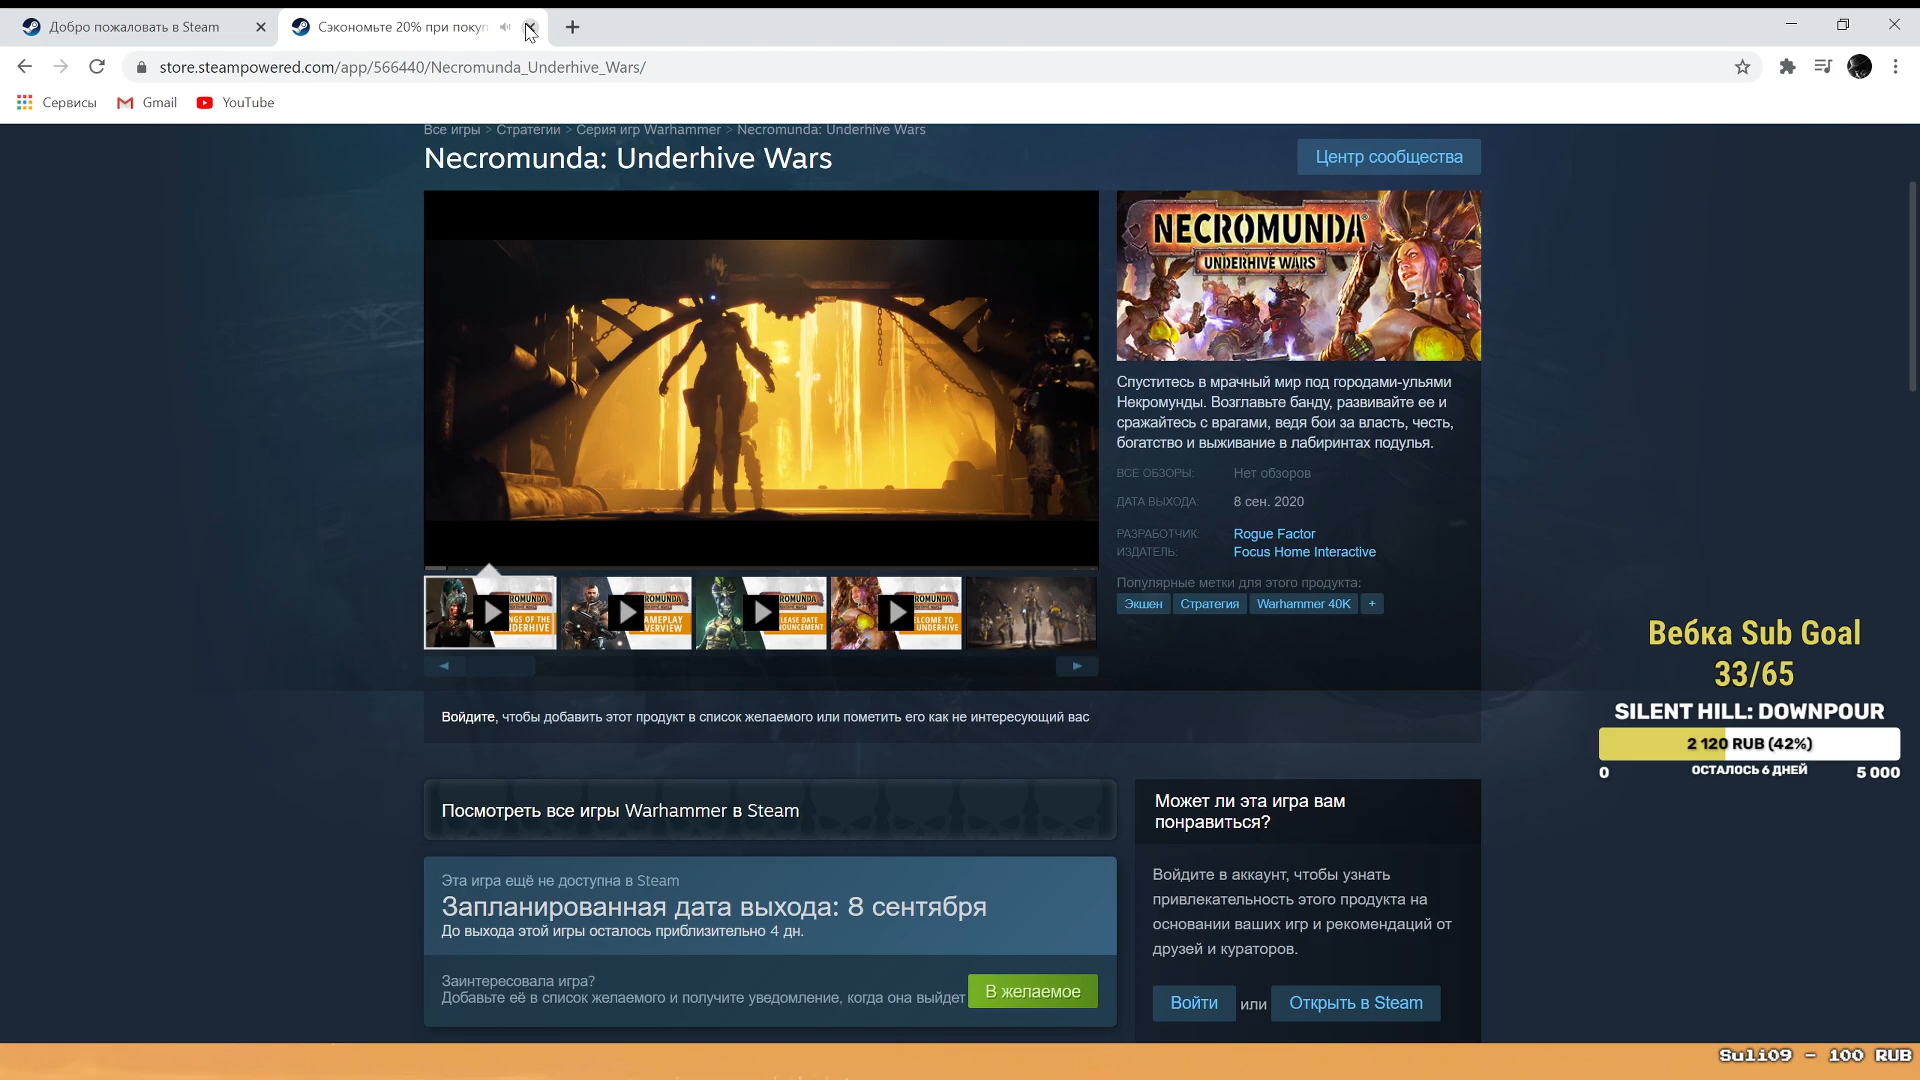 Добро пожаловать в Steam
Сэкономьте 20% при покуп
store.steampowered.com/app/566440/Necromunda_Underhive_Wars/
Сервисы
Gmail
YouTube
Все игры > Стратегии > Серия игр Warhammer > Necromunda: Underhive Wars
Necromunda: Underhive Wars
Центр сообщества
NECROMUNDA
UNDERHIVE WARS
Спуститесь в мрачный мир под городами-ульями
Некромунды. Возглавьте банду, развивайте ее и
сражайтесь с врагами, ведя бои за власть, честь,
богатство и выживание в лабиринтах подулья.
ВСЕ ОБЗОРЫ: Нет обзоров
ДАТА ВЫХОДА: 8 сен. 2020
РАЗРАБОТЧИК: Rogue Factor
ИЗДАТЕЛЬ: Focus Home Interactive
Популярные метки для этого продукта:
Экшен Стратегия Warhammer 40K +
Войдите, чтобы добавить этот продукт в список желаемого или пометить его как не интересующий вас
Вебка Sub Goal
33/65
SILENT HILL: DOWNPOUR
2 120 RUB (42%)
0 ОСТАЛОСЬ 6 ДНЕЙ 5 000
Посмотреть все игры Warhammer в Steam
Может ли эта игра вам
понравиться?
Эта игра ещё не доступна в Steam
Запланированная дата выхода: 8 сентября
До выхода этой игры осталось приблизительно 4 дн.
Войдите в аккаунт, чтобы узнать
привлекательность этого продукта на
основании ваших игр и рекомендаций от
друзей и кураторов.
Заинтересовала игра?
Добавьте её в список желаемого и получите уведомление, когда она выйдет
В желаемое
Войти или Открыть в Steam
Suli09 - 100 RUB